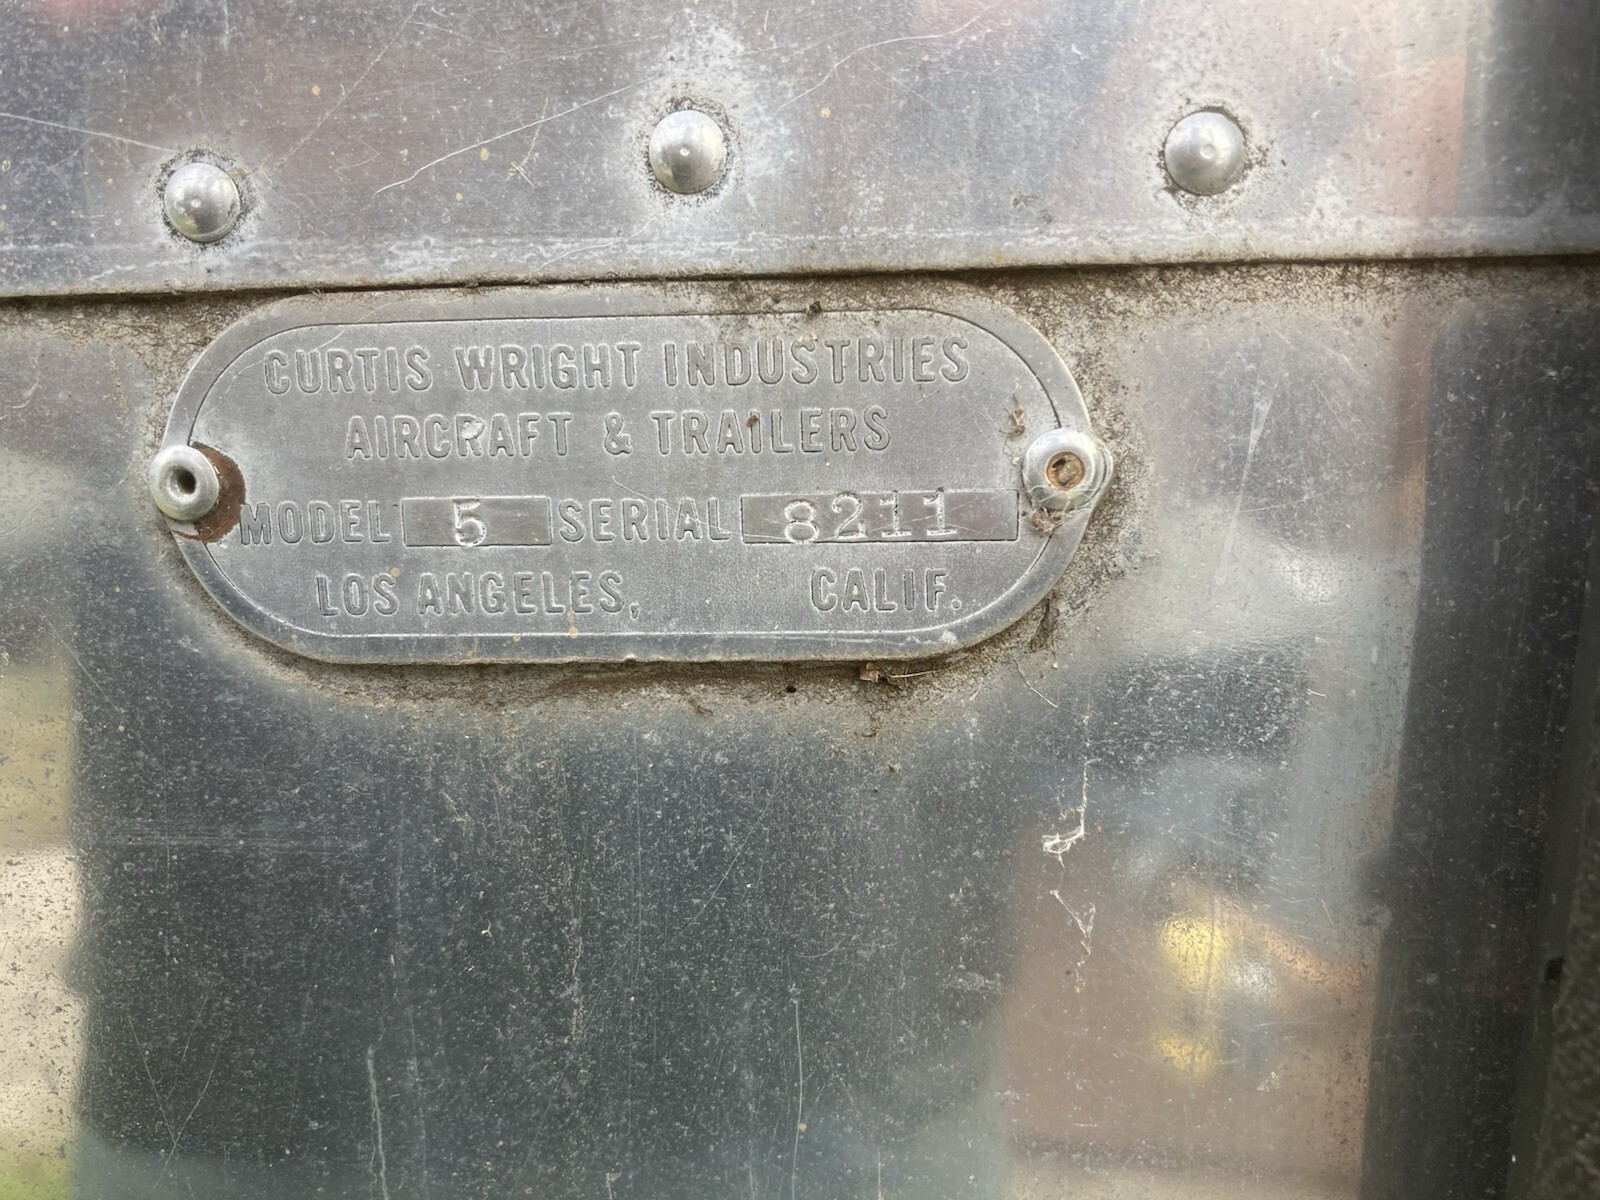 CURTIS WRIGHT INDUSTRIES
AIRCRAFT & TRAILERS
MODEL 5 SERIAL 8211
LOS ANGELES, CALIF.